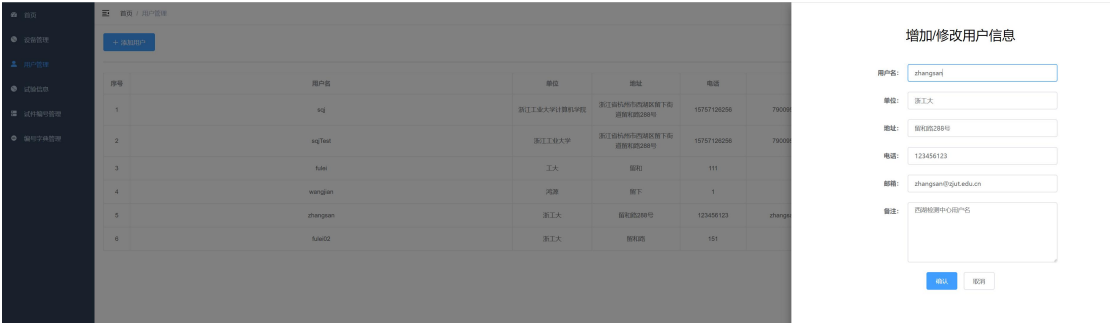 首页
设备管理
用户管理
试验信息
试件编号管理
编号字典管理
首页 / 用户管理
+ 添加用户
序号 用户名 单位 地址 电话
1 sqj 浙江工业大学计算机学院 浙江省杭州市西湖区留下街道留和路288号 15757126256
2 sqjTest 浙江工业大学 浙江省杭州市西湖区留下街道留和路288号 15757126256
3 fulei 工大 留和 111
4 wangjian 鸿源 留下 1
5 zhangsan 浙工大 留和路288号 123456123
6 fulei02 浙工大 留和路 151
增加/修改用户信息
用户名: zhangsan
单位: 浙工大
地址: 留和路288号
电话: 123456123
邮箱: zhangsan@zjut.edu.cn
备注: 西湖检测中心用户名
确认 取消